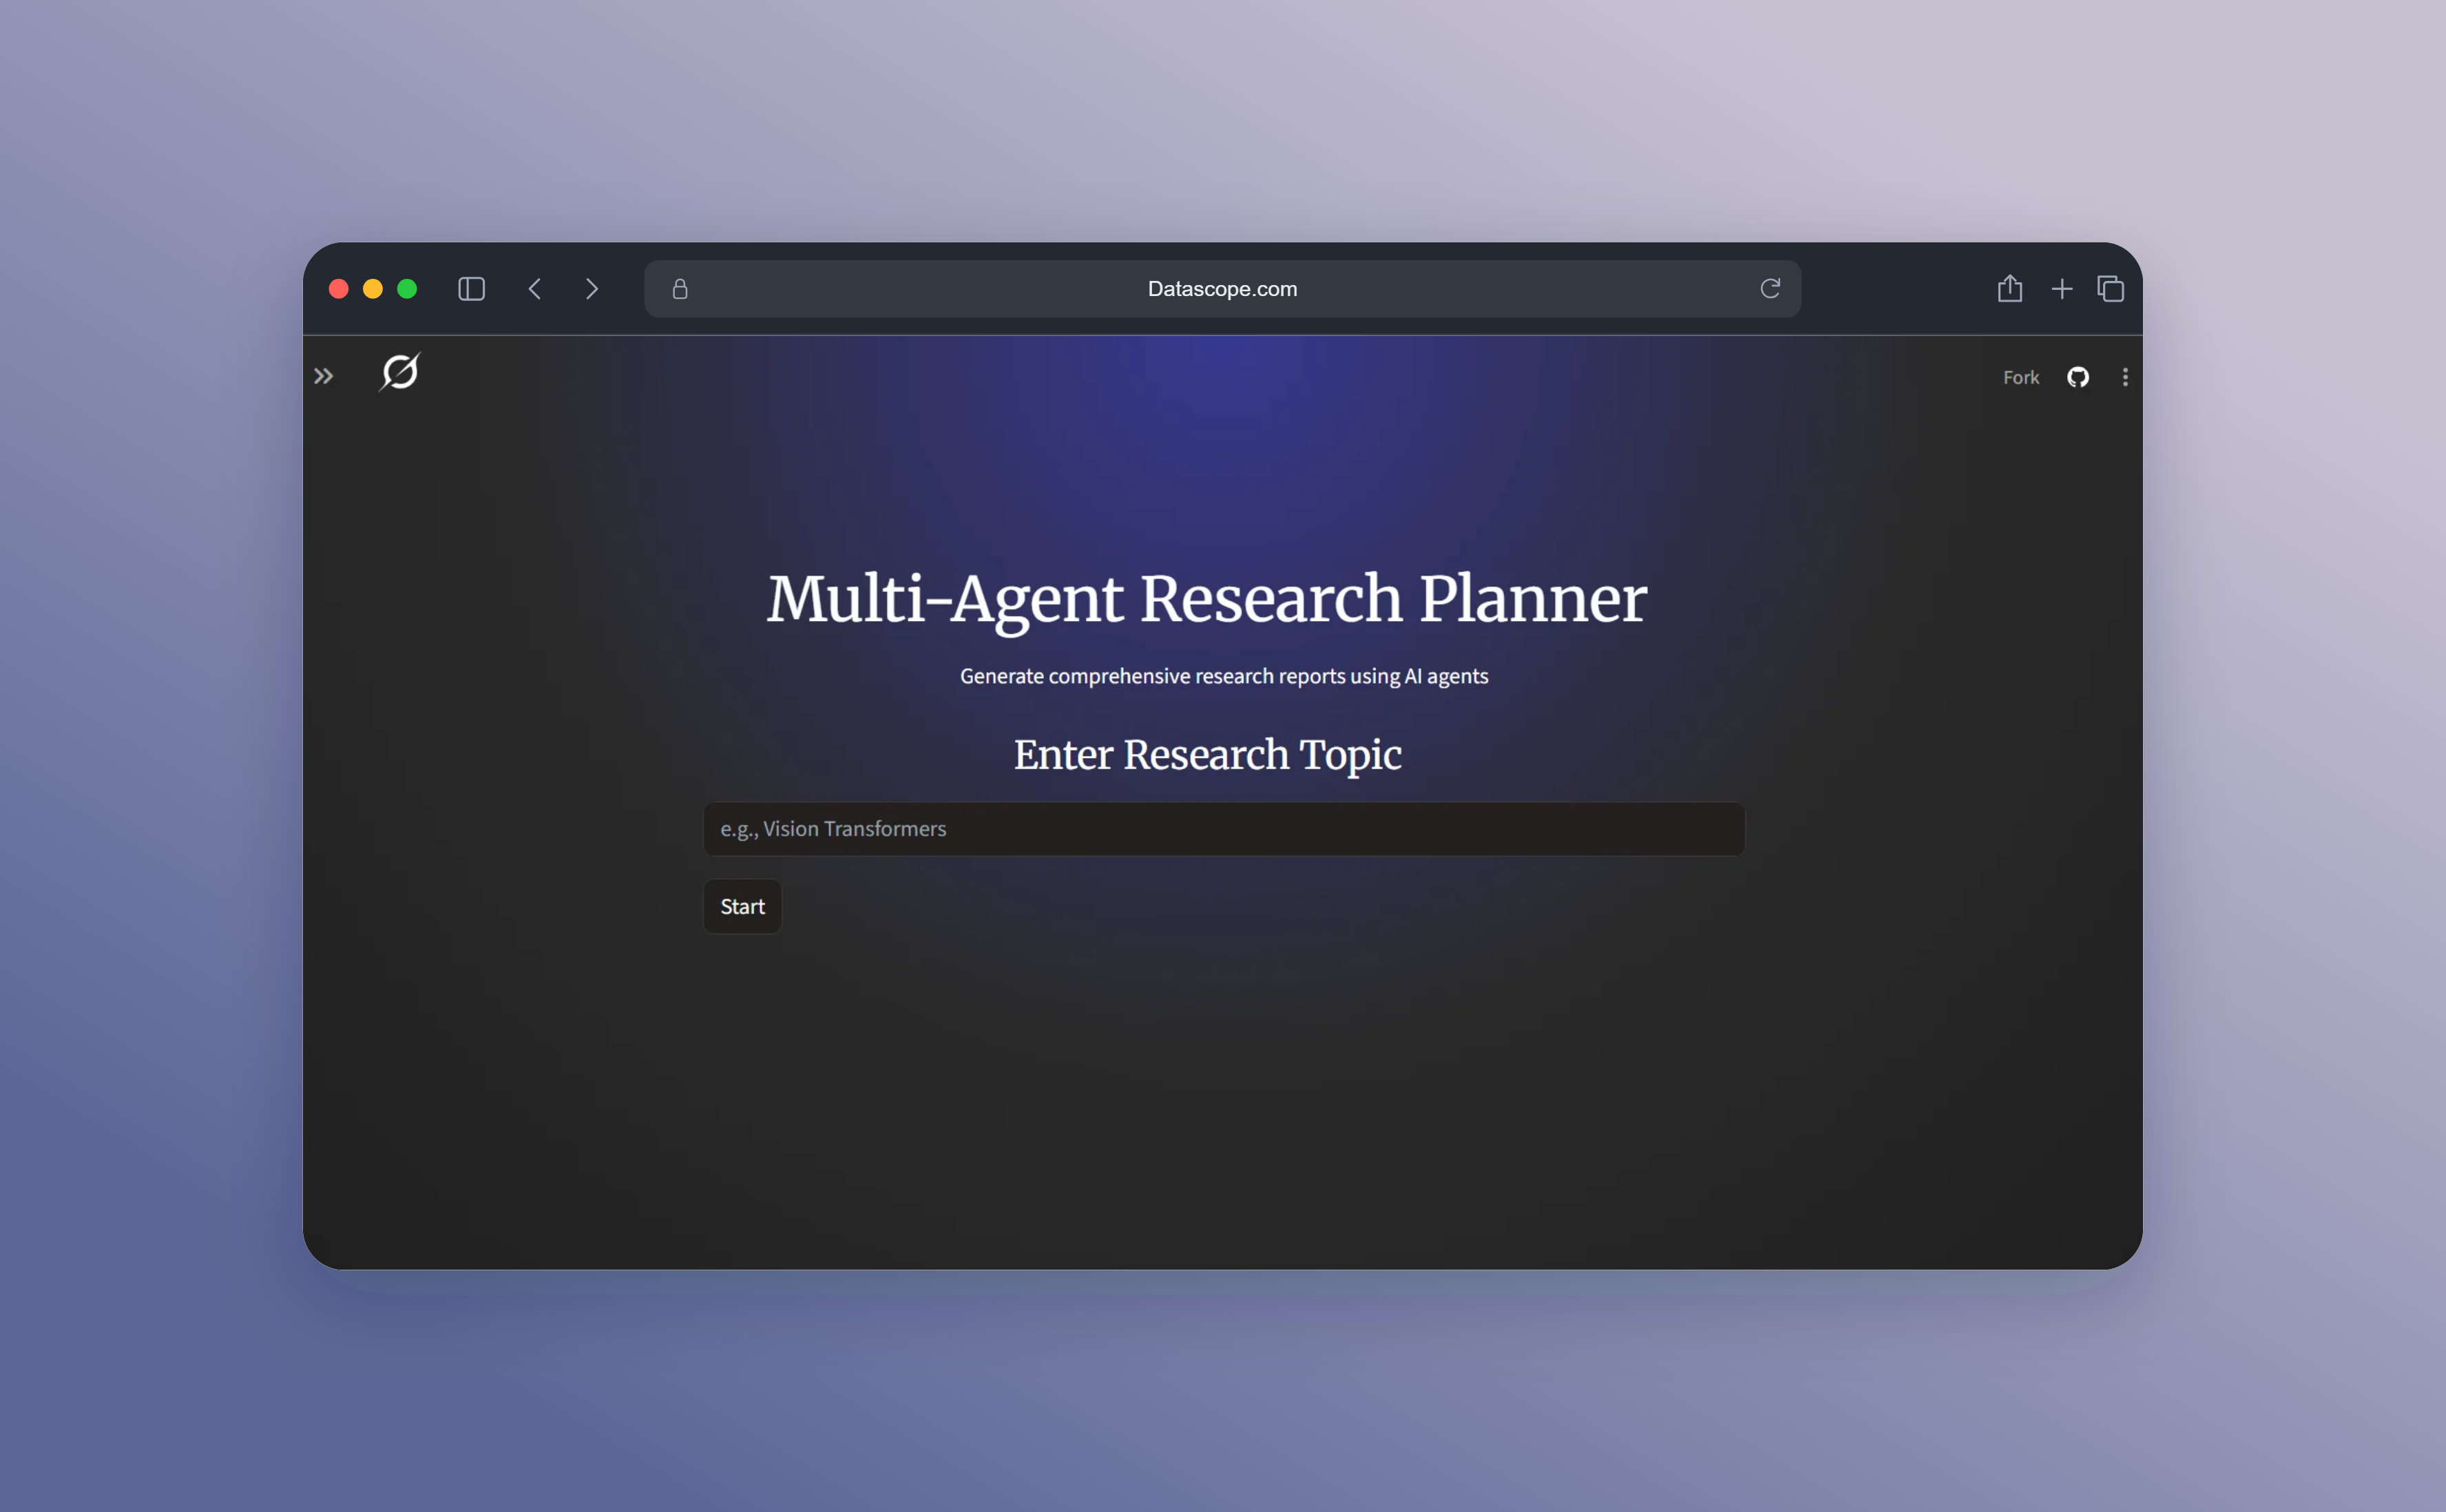 Datascope.com
Fork
Multi-Agent Research Planner
Generate comprehensive research reports using AI agents
Enter Research Topic
e.g., Vision Transformers
Start